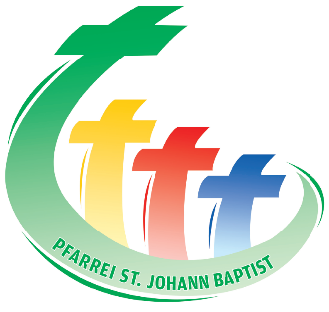 PFARREI ST. JOHANN BAPTIST